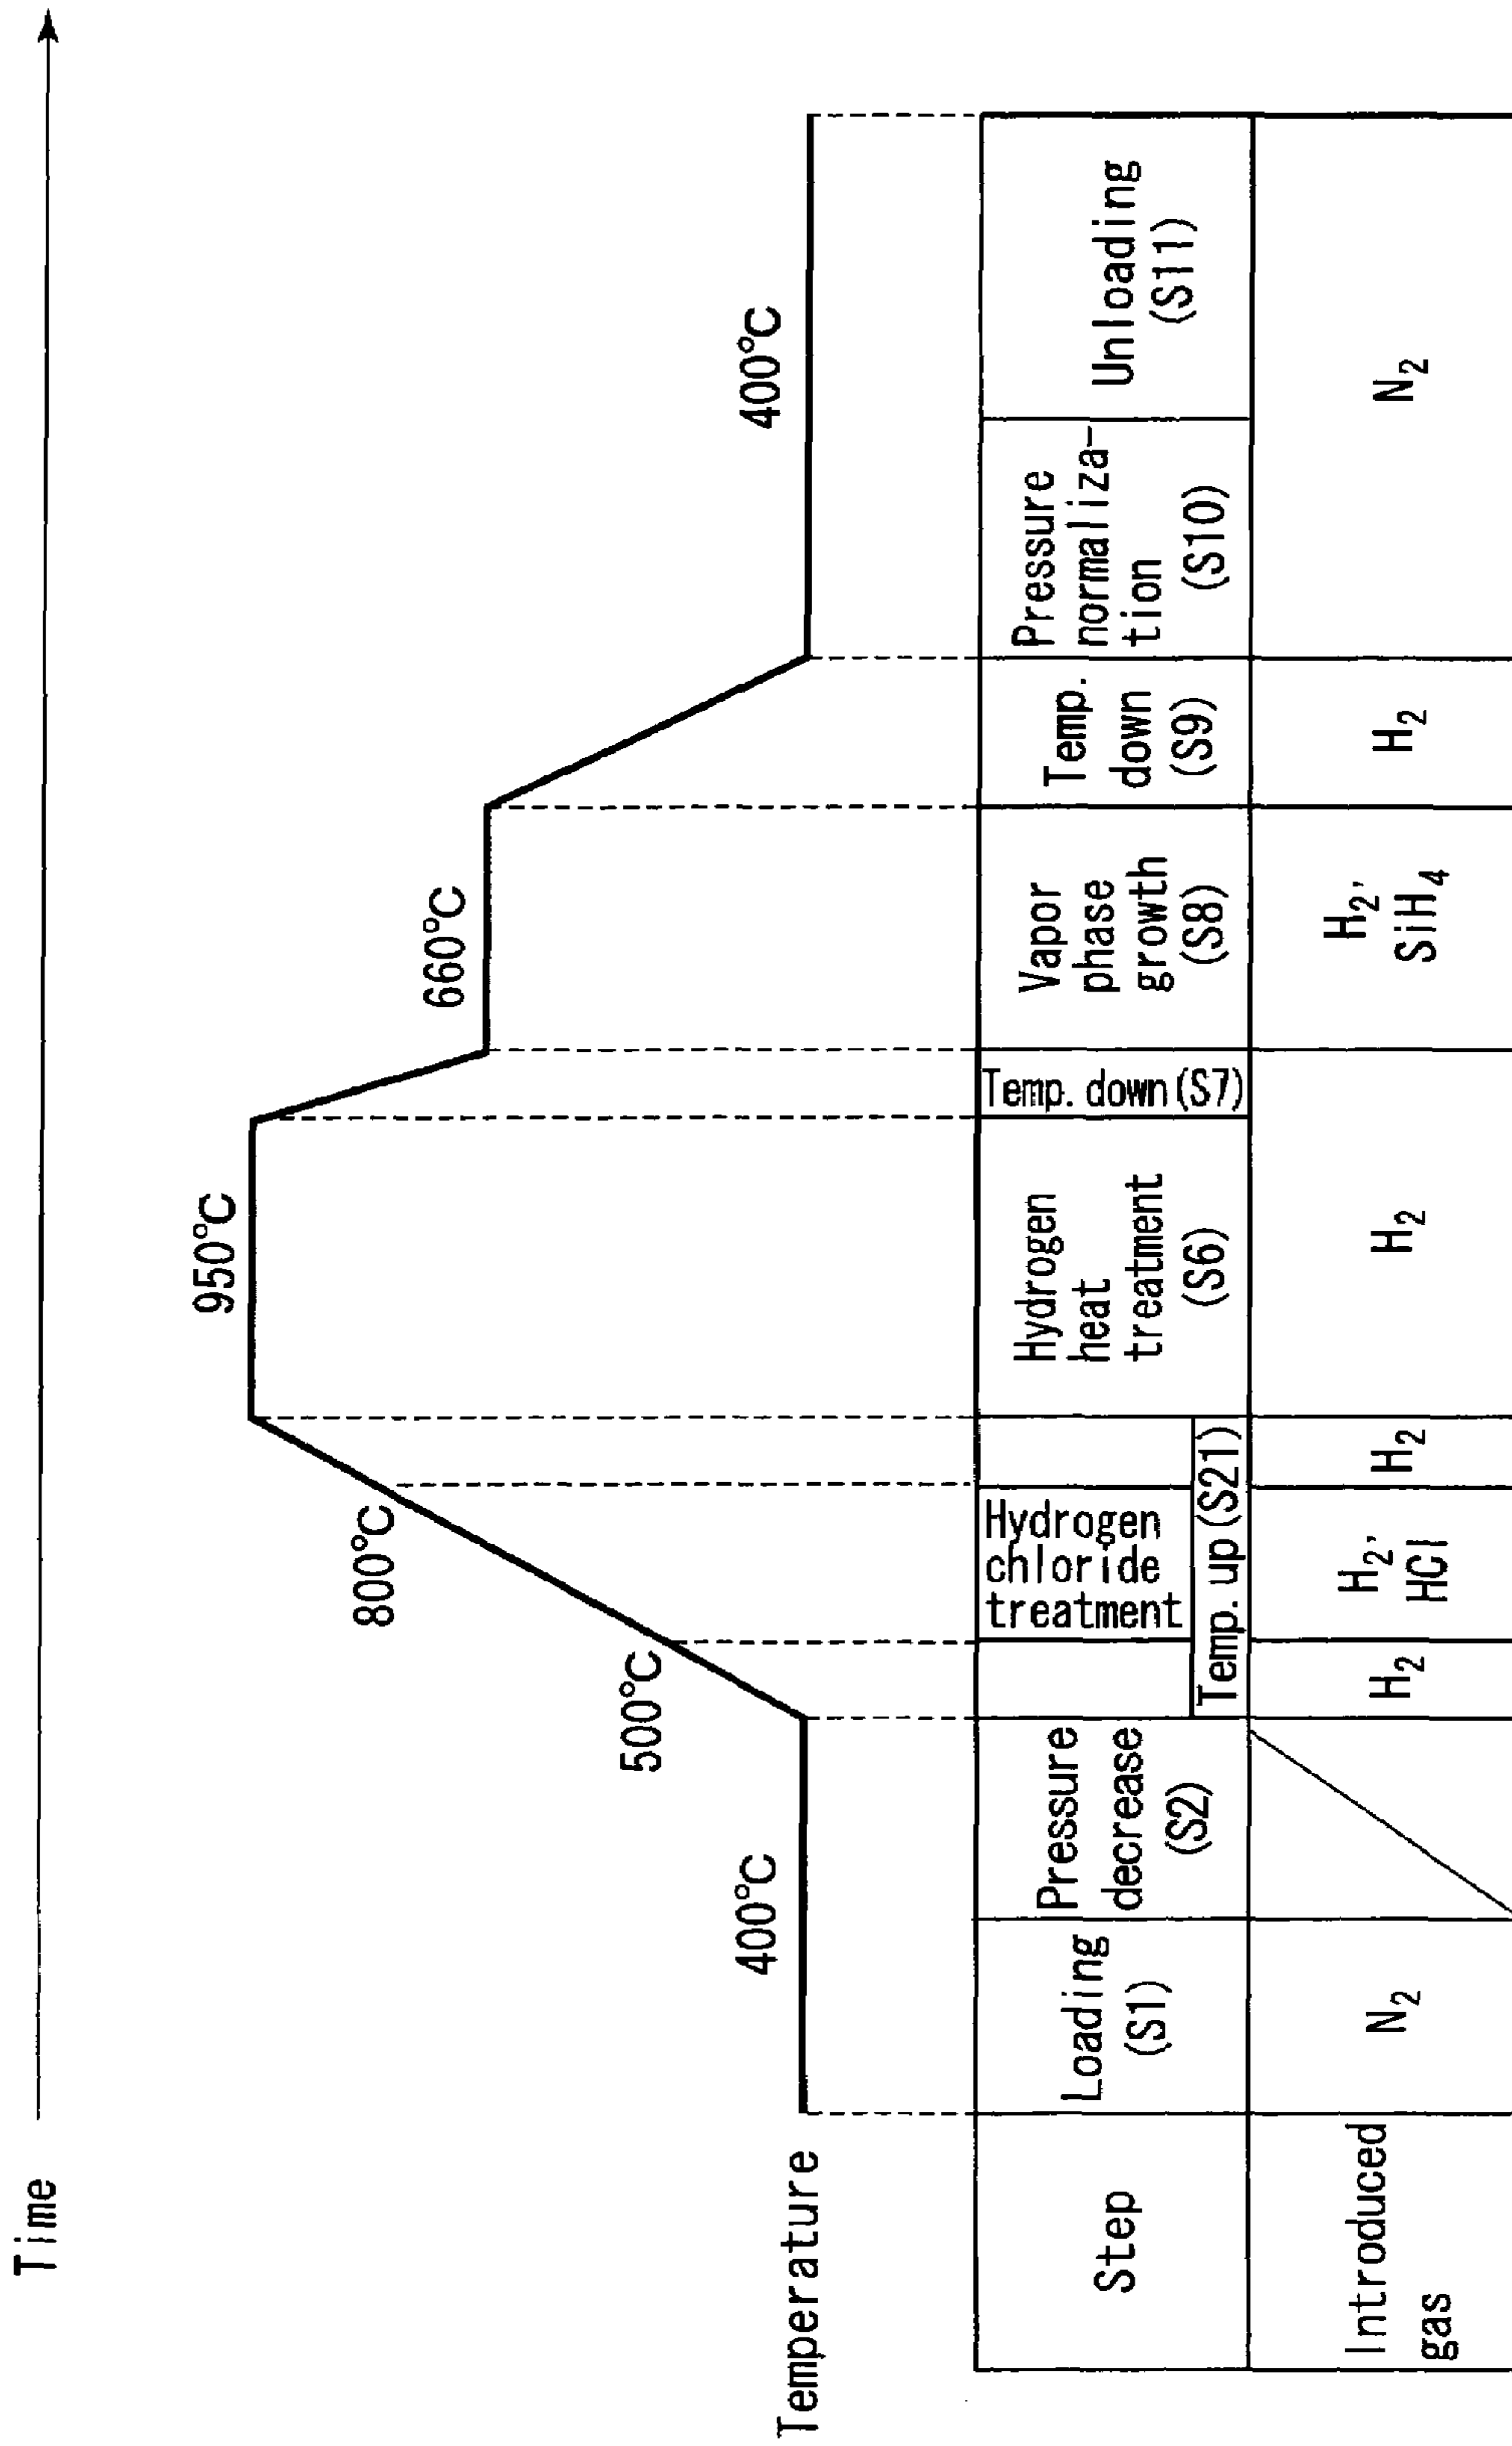 Time
Temperature
400°C
500°C
800°C
950°C
660°C
400°C
Step
Loading
(S1)
Pressure
decrease
(S2)
Hydrogen
chloride
treatment
Temp. up (S21)
Hydrogen
heat
treatment
(S6)
Temp. down (S7)
Vapor
phase
growth
(S8)
Temp.
down
(S9)
Pressure
normaliza-
tion
(S10)
Unloading
(S11)
Introduced
gas
N₂
H₂
H₂,
HCl
H₂
H₂
H₂,
SiH₄
H₂
N₂